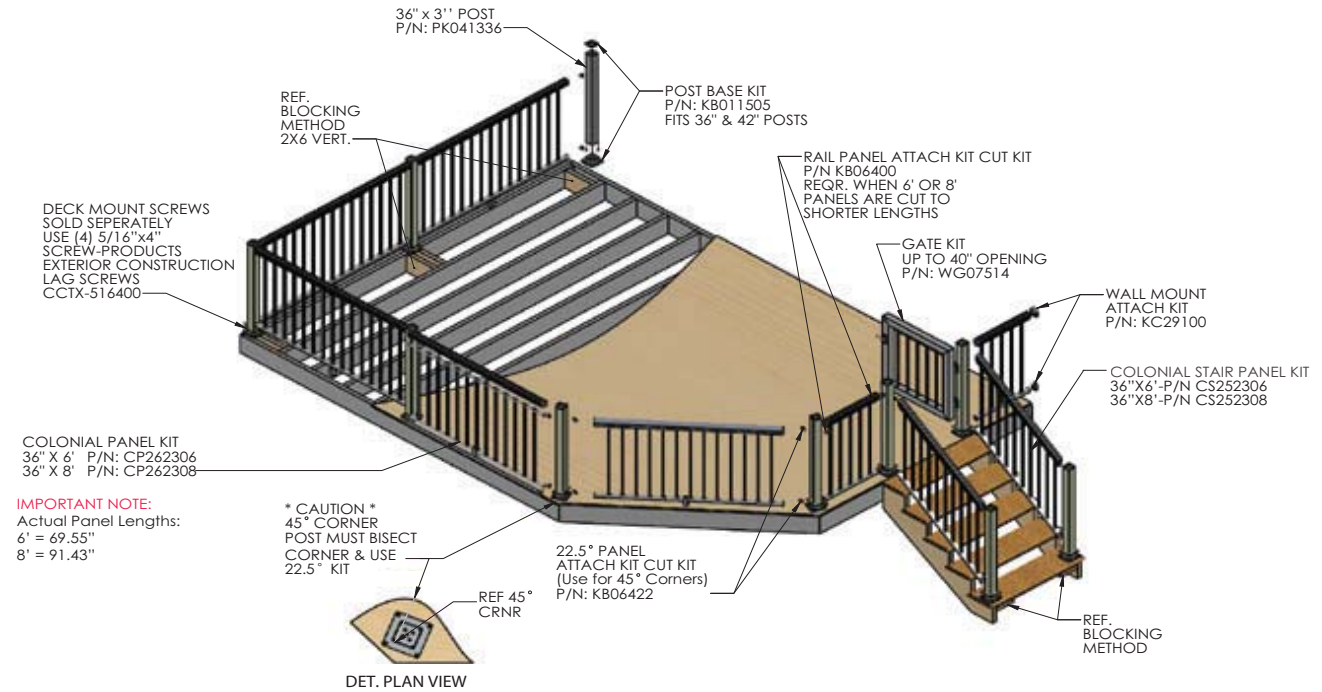 36" x 3'' POST
P/N: PK041336
POST BASE KIT
P/N: KB011505
FITS 36" & 42" POSTS
REF.
BLOCKING
METHOD
2X6 VERT.
RAIL PANEL ATTACH KIT CUT KIT
P/N KB06400
REQR. WHEN 6' OR 8'
PANELS ARE CUT TO
SHORTER LENGTHS
DECK MOUNT SCREWS
SOLD SEPERATELY
USE (4) 5/16"x4"
SCREW-PRODUCTS
EXTERIOR CONSTRUCTION
LAG SCREWS
CCTX-516400
GATE KIT
UP TO 40" OPENING
P/N: WG07514
WALL MOUNT
ATTACH KIT
P/N: KC29100
COLONIAL STAIR PANEL KIT
36"X6'-P/N CS252306
36"X8'-P/N CS252308
COLONIAL PANEL KIT
36" X 6'   P/N: CP262306
36" X 8'   P/N: CP262308
IMPORTANT NOTE:
Actual Panel Lengths:
6' = 69.55"
8' = 91.43"
* CAUTION *
45° CORNER
POST MUST BISECT
CORNER & USE
22.5° KIT
22.5° PANEL
ATTACH KIT CUT KIT
(Use for 45° Corners)
P/N: KB06422
REF 45°
CRNR
REF.
BLOCKING
METHOD
DET. PLAN VIEW